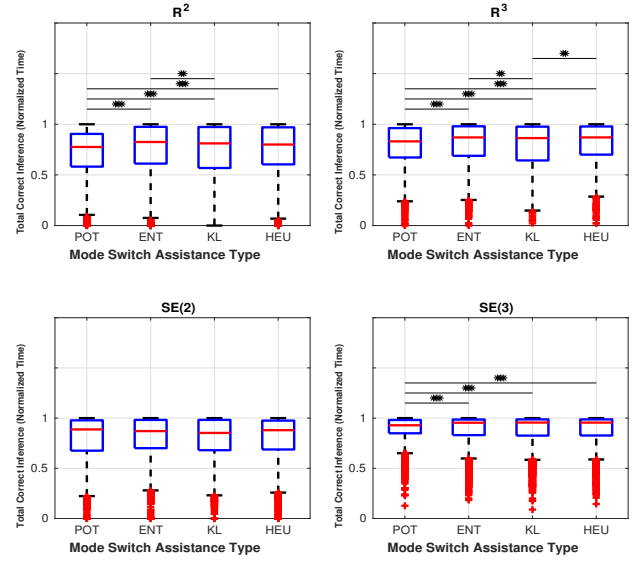 R²
Total Correct Inference (Normalized Time)
1
0.5
0
*** *** *** **
POT ENT KL HEU
Mode Switch Assistance Type
R³
Total Correct Inference (Normalized Time)
1
0.5
0
*** *** *** ** **
POT ENT KL HEU
Mode Switch Assistance Type
SE(2)
Total Correct Inference (Normalized Time)
1
0.5
0
POT ENT KL HEU
Mode Switch Assistance Type
SE(3)
Total Correct Inference (Normalized Time)
1
0.5
0
*** *** ***
POT ENT KL HEU
Mode Switch Assistance Type